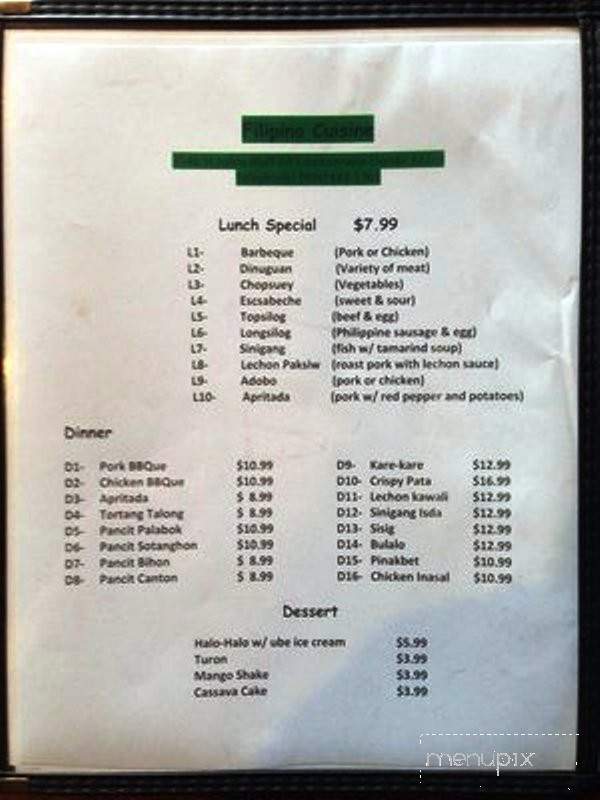 Filipino Cuisine
Lunch Special $7.99
L1- Barbeque (Pork or Chicken)
L2- Dinuguan (Variety of meat)
L3- Chopsuey (Vegetables)
L4- Escsabeche (sweet & sour)
L5- Topsilog (beef & egg)
L6- Longsilog (Philippine sausage & egg)
L7- Sinigang (fish w/ tamarind soup)
L8- Lechon Paksiw (roast pork with lechon sauce)
L9- Adobo (pork or chicken)
L10- Apritada (pork w/ red pepper and potatoes)
Dinner
D1- Pork BBQue $10.99
D2- Chicken BBQue $10.99
D3- Apritada $ 8.99
D4- Tortang Talong $ 8.99
D5- Pancit Palabok $10.99
D6- Pancit Sotanghon $10.99
D7- Pancit Bihon $ 8.99
D8- Pancit Canton $ 8.99
D9- Kare-kare $12.99
D10- Crispy Pata $16.99
D11- Lechon kawali $12.99
D12- Sinigang Isda $12.99
D13- Sisig $12.99
D14- Bulalo $12.99
D15- Pinakbet $10.99
D16- Chicken Inasal $10.99
Dessert
Halo-Halo w/ ube ice cream $5.99
Turon $3.99
Mango Shake $3.99
Cassava Cake $3.99
menupix